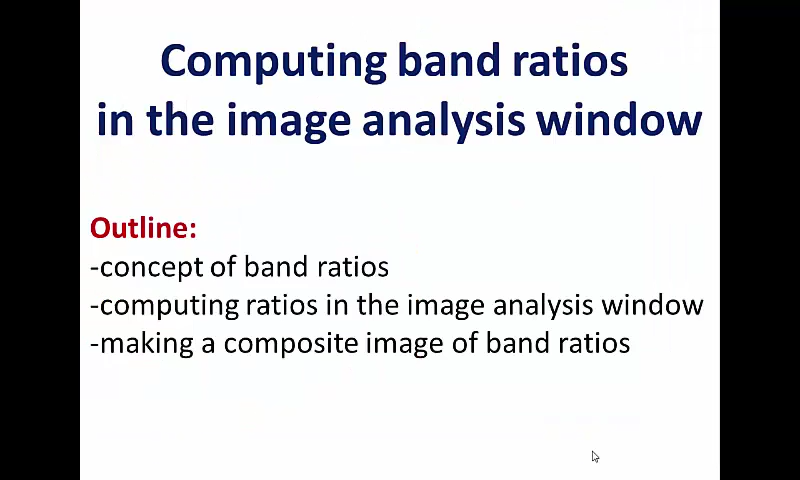 Computing band ratios
in the image analysis window
Outline:
-concept of band ratios
-computing ratios in the image analysis window
-making a composite image of band ratios